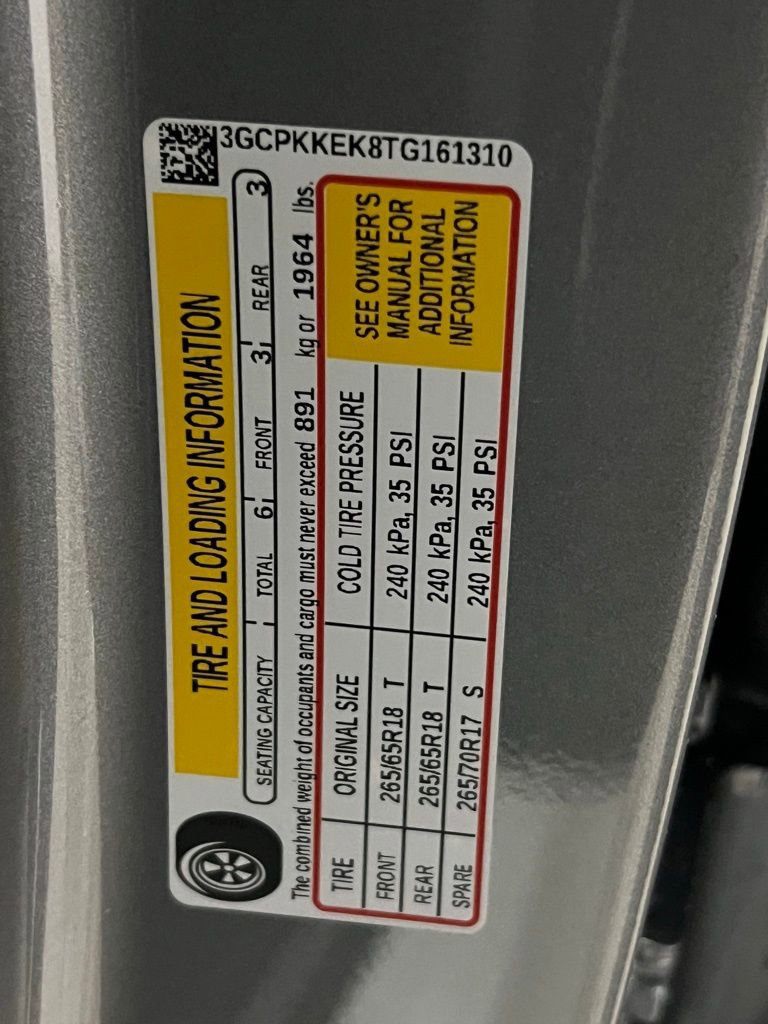 3GCPKKEK8TG161310
TIRE AND LOADING INFORMATION
SEATING CAPACITY TOTAL 6 FRONT 3 REAR 3
The combined weight of occupants and cargo must never exceed 891 kg or 1964 lbs.
TIRE ORIGINAL SIZE COLD TIRE PRESSURE
FRONT 265/65R18 T 240 kPa, 35 PSI
REAR 265/65R18 T 240 kPa, 35 PSI
SPARE 265/70R17 S 240 kPa, 35 PSI
SEE OWNER'S
MANUAL FOR
ADDITIONAL
INFORMATION